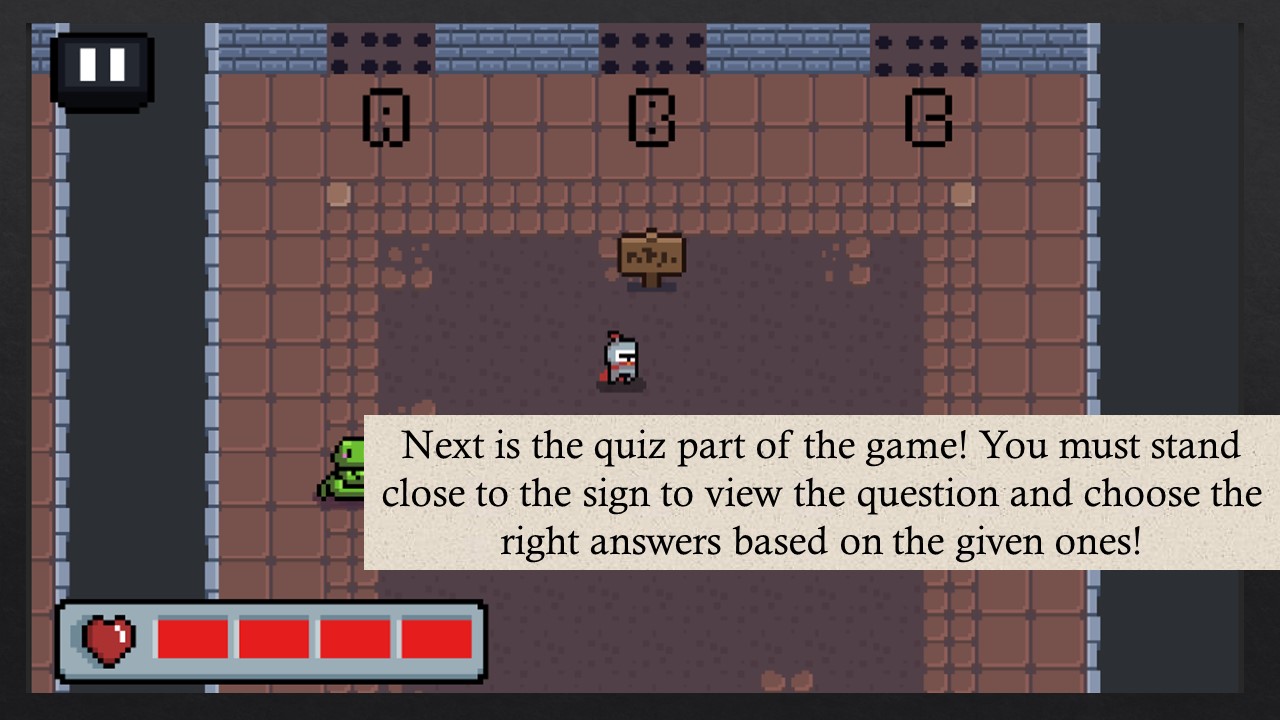 A B C
Next is the quiz part of the game! You must stand
close to the sign to view the question and choose the
right answers based on the given ones!